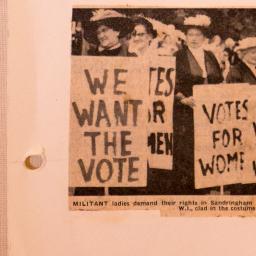 WE
WANT
THE
VOTE
TES
OR
MEN
VOTES
FOR
WOME
MILITANT ladies demand their rights in Sandringham
W.I., clad in the costume